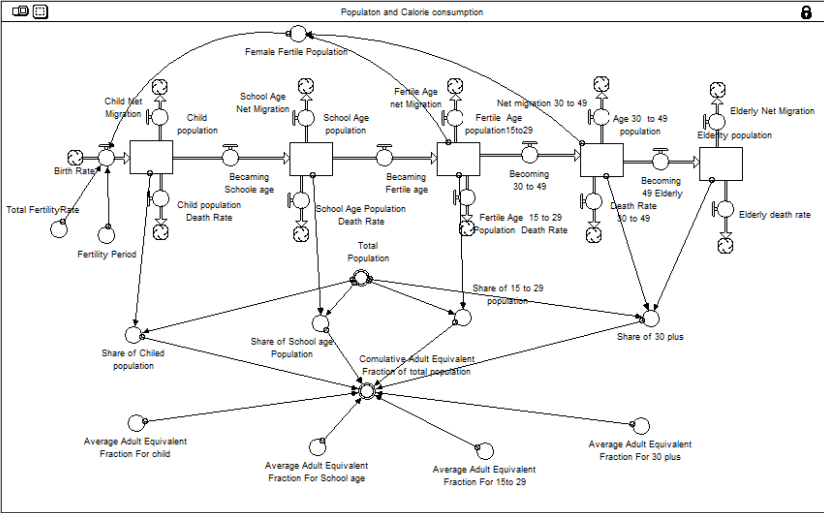 Populaton and Calorie consumption
Female Fertile Population
Child Net
Migration
School Age
Net Migration
Fertile Age
net Migration
Net migration 30 to 49
Elderly Net Migration
Child
population
School Age
population
Fertile Age
population15to29
Age 30 to 49
population
Elderlty population
Birth Rate
Becaming
Schoole age
Becaming
Fertile age
Becoming
30 to 49
Becoming
49 Elderly
Total FertilityRate
Fertility Period
Child population
Death Rate
School Age Population
Death Rate
Fertile Age 15 to 29
Population Death Rate
Death Rate
30 to 49
Elderly death rate
Total
Population
Share of 15 to 29
population
Share of Chiled
population
Share of School age
Population
Share of 30 plus
Comulative Adult Equivalent
Fraction of total population
Average Adult Equivalent
Fraction For child
Average Adult Equivalent
Fraction For School age
Average Adult Equivalent
Fraction For 15to 29
Average Adult Equivalent
Fraction For 30 plus